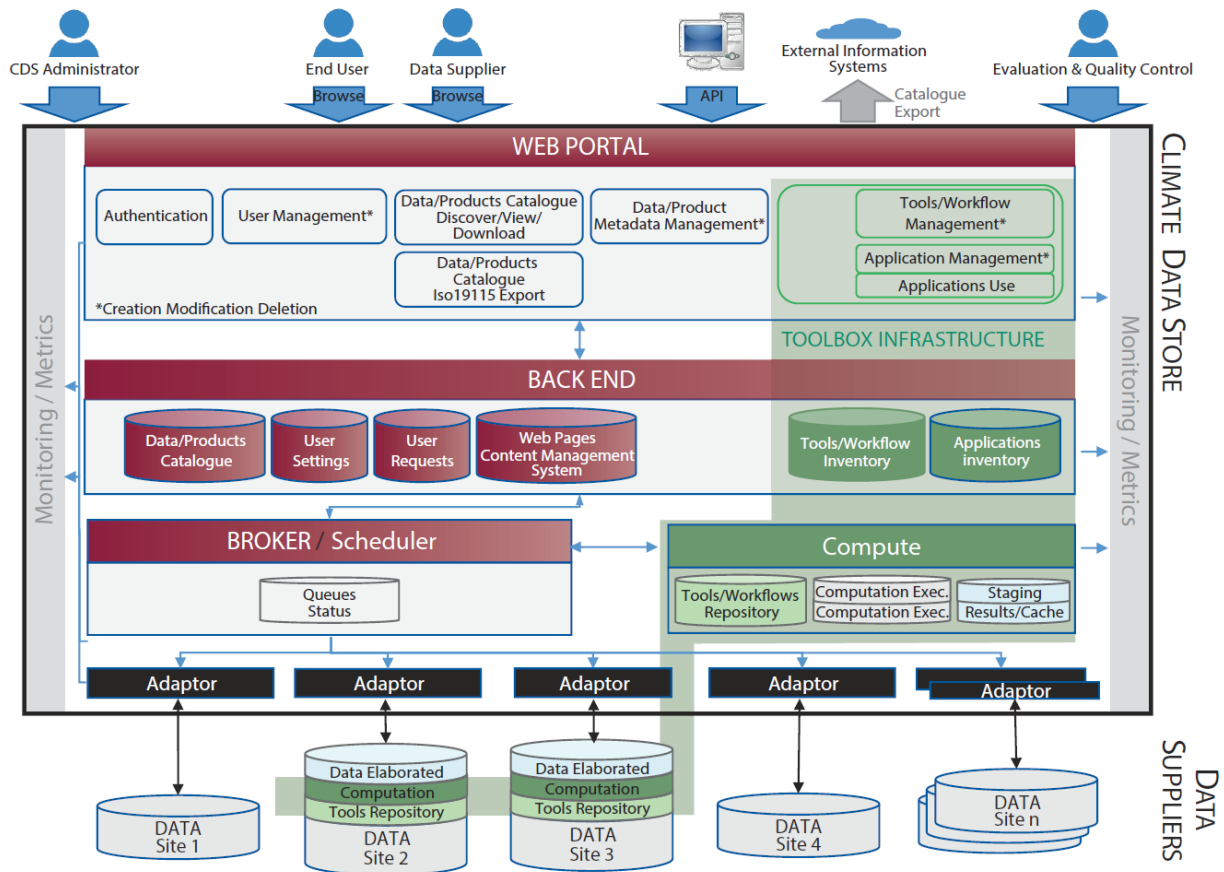 CDS Administrator
End User
Data Supplier
External Information
Systems
Evaluation & Quality Control
Browse
Browse
API
Catalogue
Export
WEB PORTAL
Authentication
User Management*
Data/Products Catalogue
Discover/View/
Download
Data/Product
Metadata Management*
Tools/Workflow
Management*
Application Management*
Applications Use
Data/Products
Catalogue
Iso19115 Export
*Creation Modification Deletion
TOOLBOX INFRASTRUCTURE
BACK END
Data/Products
Catalogue
User
Settings
User
Requests
Web Pages
Content Management
System
Tools/Workflow
Inventory
Applications
inventory
BROKER / Scheduler
Queues
Status
Compute
Tools/Workflows
Repository
Computation Exec.
Computation Exec.
Staging
Results/Cache
Adaptor
Adaptor
Adaptor
Adaptor
Adaptor
Monitoring / Metrics
Monitoring / Metrics
CLIMATE DATA STORE
Data Elaborated
Computation
Tools Repository
Data Elaborated
Computation
Tools Repository
DATA
Site 1
DATA
Site 2
DATA
Site 3
DATA
Site 4
DATA
Site n
DATA
SUPPLIERS